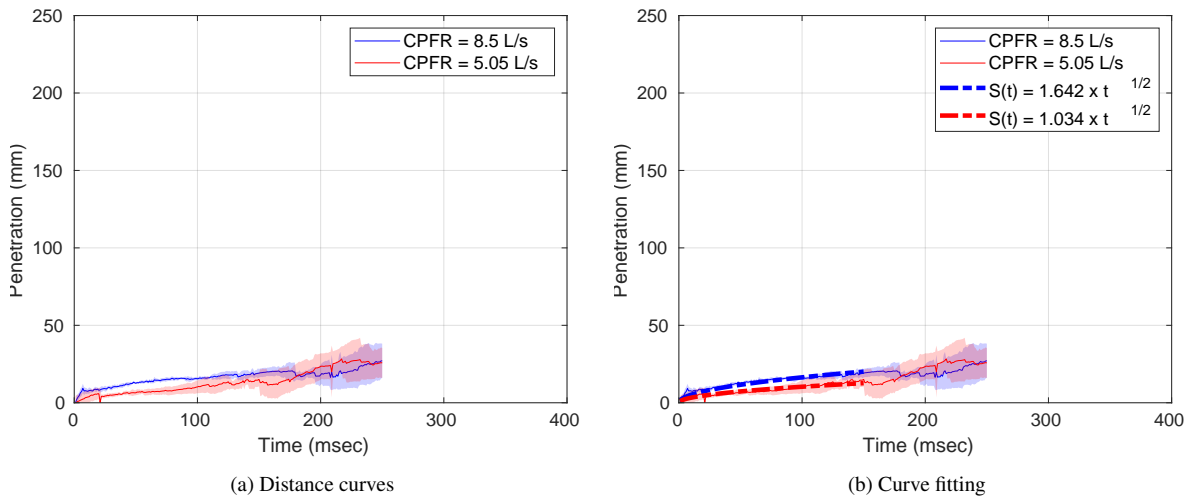 250
200
150
100
50
0
Penetration (mm)
0 100 200 300 400
Time (msec)
CPFR = 8.5 L/s
CPFR = 5.05 L/s
(a) Distance curves
250
200
150
100
50
0
Penetration (mm)
0 100 200 300 400
Time (msec)
CPFR = 8.5 L/s
CPFR = 5.05 L/s
S(t) = 1.642 x t 1/2
S(t) = 1.034 x t 1/2
(b) Curve fitting